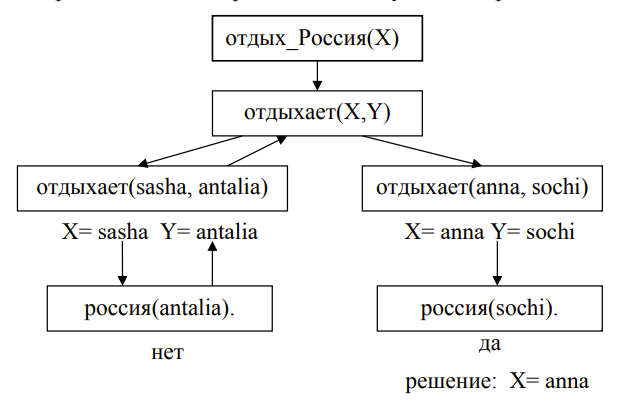 отдых_Россия(X)
отдыхает(X,Y)
отдыхает(sasha, antalia)
отдыхает(anna, sochi)
X= sasha Y= antalia
X= anna Y= sochi
россия(antalia).
россия(sochi).
нет
да
решение: X= anna